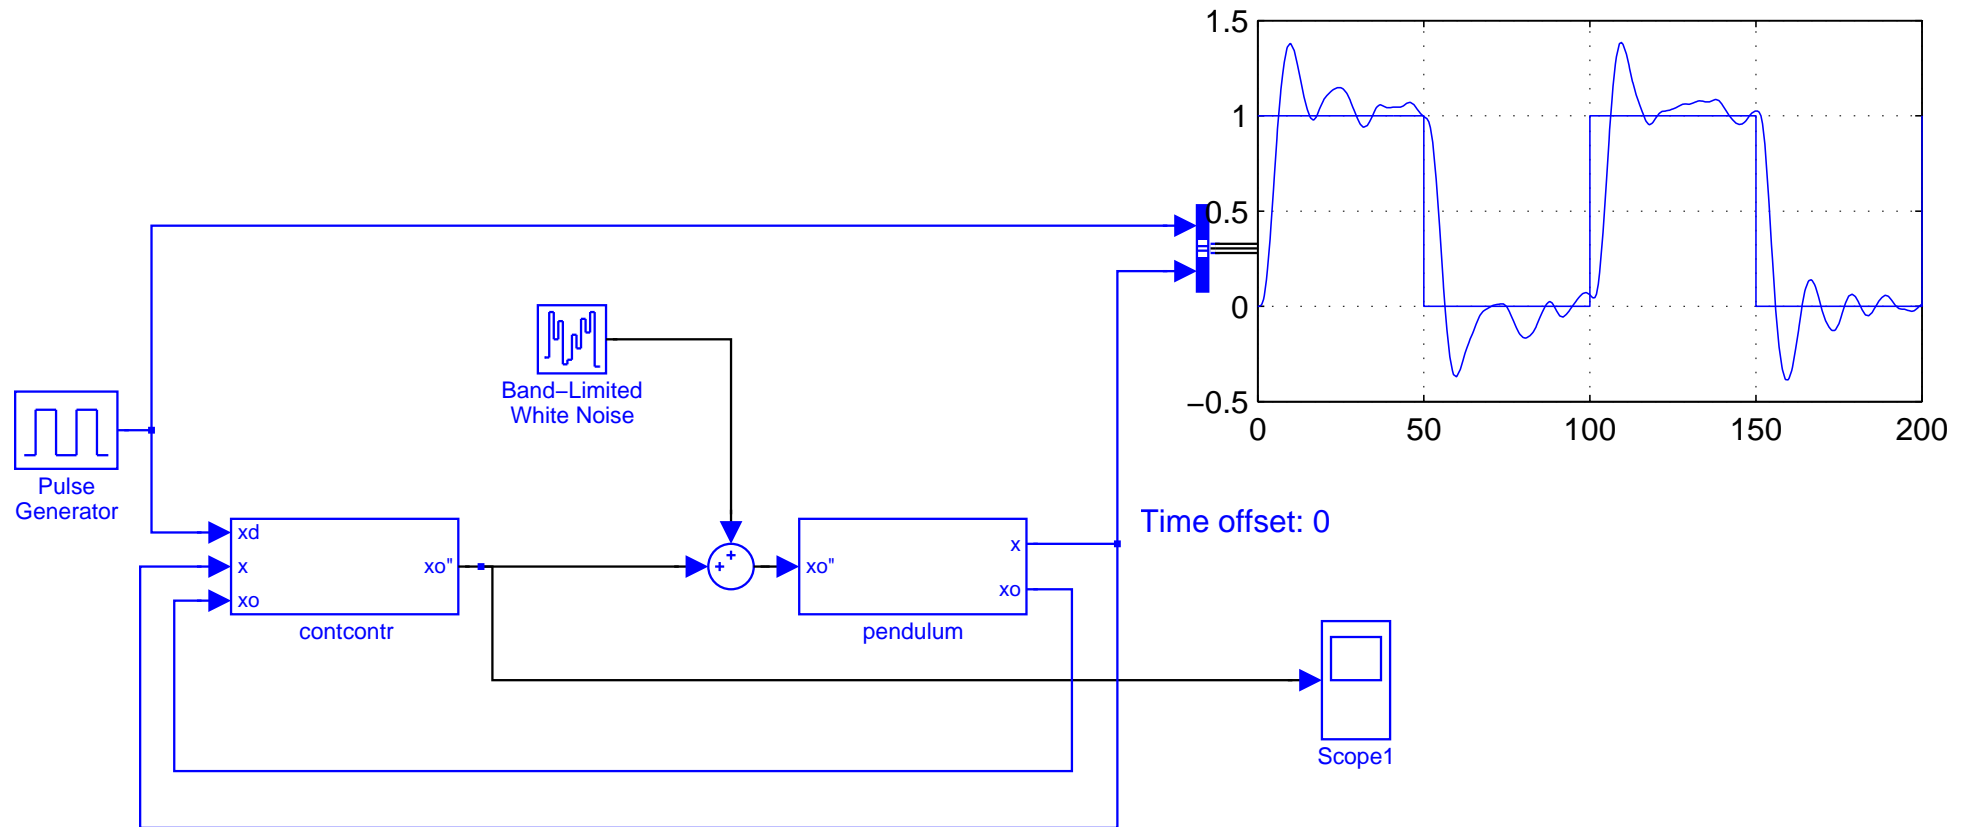 1.5
1
0.5
0
−0.5
0
50
100
150
200
Band−Limited
White Noise
Pulse
Generator
Time offset: 0
xd
x
xo
xo"
contcontr
+
+
xo"
x
xo
pendulum
Scope1